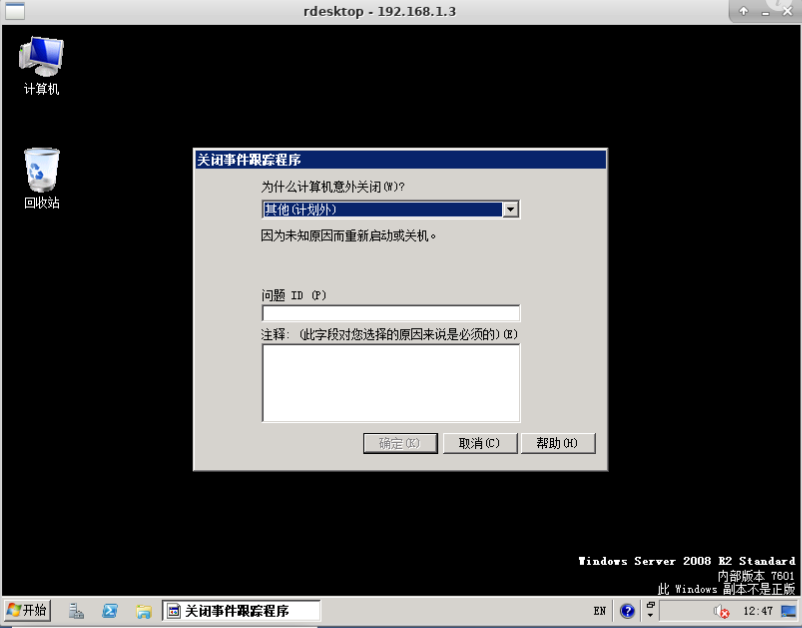 rdesktop - 192.168.1.3
计算机
回收站
关闭事件跟踪程序
为什么计算机意外关闭(W)?
其他(计划外)
因为未知原因而重新启动或关机。
问题 ID (P)
注释: (此字段对您选择的原因来说是必须的)(E)
确定(K)
取消(C)
帮助(H)
Windows Server 2008 R2 Standard
内部版本 7601
此 Windows 副本不是正版
开始
关闭事件跟踪程序
EN
12:47